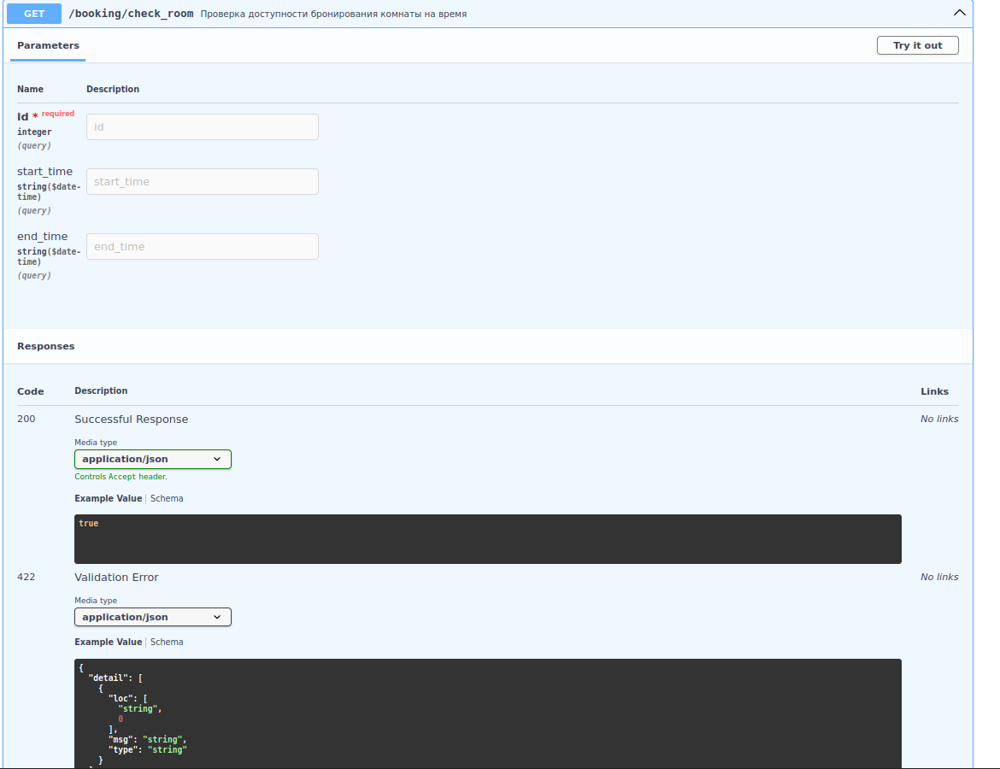 GET /booking/check_room Проверка доступности бронирования комнаты на время
Parameters
Try it out
Name Description
id * required
integer
(query)
id
start_time
string($date-
time)
(query)
start_time
end_time
string($date-
time)
(query)
end_time
Responses
Code Description Links
200 Successful Response No links
Media type
application/json
Controls Accept header.
Example Value | Schema
true
422 Validation Error No links
Media type
application/json
Example Value | Schema
{
"detail": [
{
"loc": [
"string",
0
],
"msg": "string",
"type": "string"
}